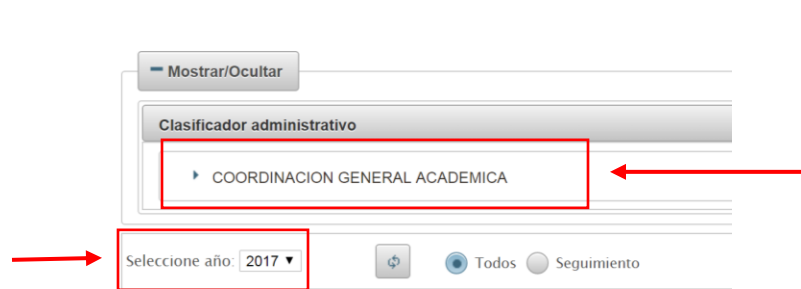 Mostrar/Ocultar
Clasificador administrativo
COORDINACION GENERAL ACADEMICA
Seleccione año: 2017 Todos Seguimiento